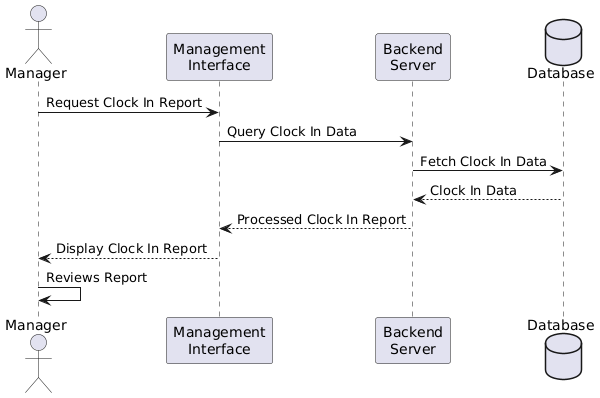 Manager
Management
Interface
Backend
Server
Database
Request Clock In Report
Query Clock In Data
Fetch Clock In Data
Clock In Data
Processed Clock In Report
Display Clock In Report
Reviews Report
Manager
Management
Interface
Backend
Server
Database